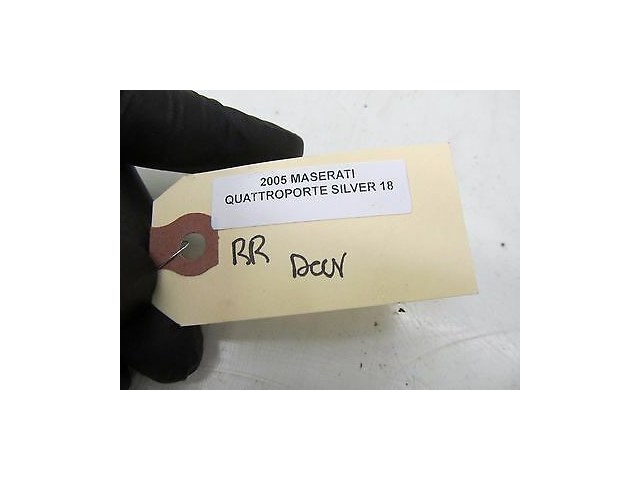 2005 MASERATI
QUATTROPORTE SILVER 18
RR Door